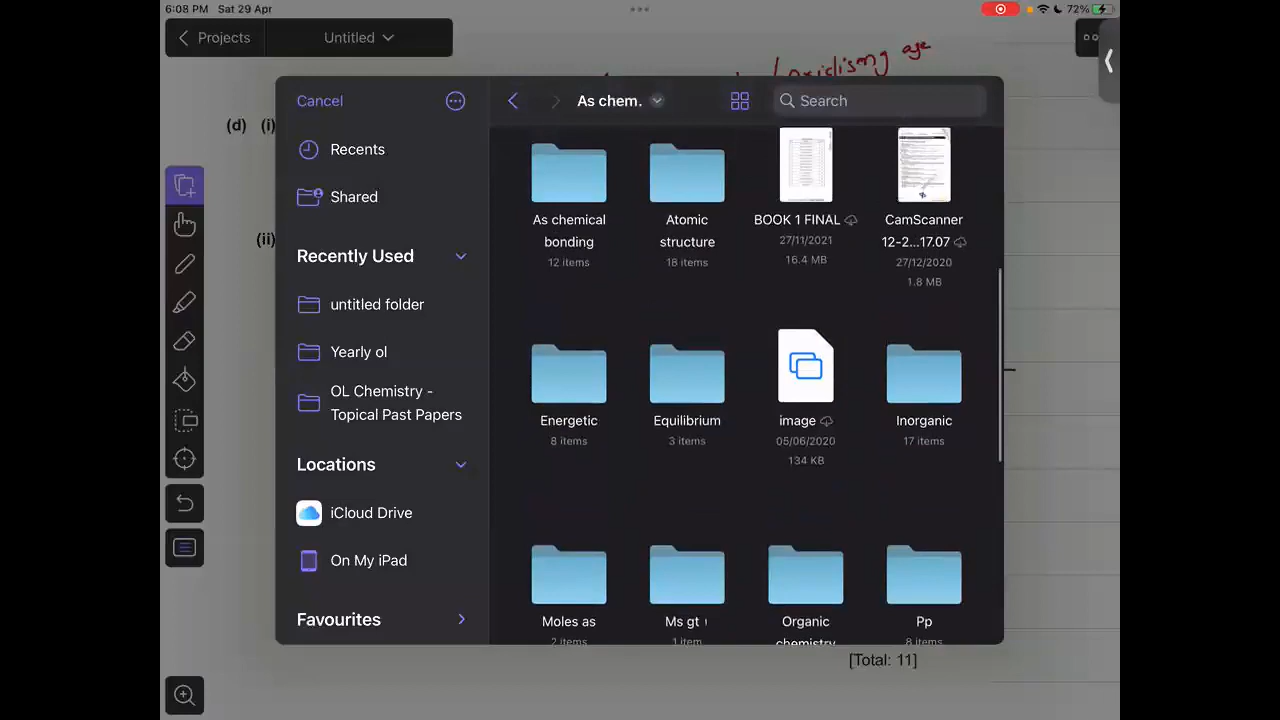 6:08 PM Sat 29 Apr
72%
Projects
Untitled
oxidising age
(d) (i)
(ii)
Cancel
As chem.
Search
Recents
Shared
Recently Used
untitled folder
Yearly ol
OL Chemistry -
Topical Past Papers
Locations
iCloud Drive
On My iPad
Favourites
As chemical
bonding
12 items
Atomic
structure
18 items
BOOK 1 FINAL
27/11/2021
16.4 MB
CamScanner
12-2...17.07
27/12/2020
1.8 MB
Energetic
8 items
Equilibrium
3 items
image
05/06/2020
134 KB
Inorganic
17 items
Moles as
2 items
Ms gt
1 item
Organic
chemistry
Pp
8 items
[Total: 11]